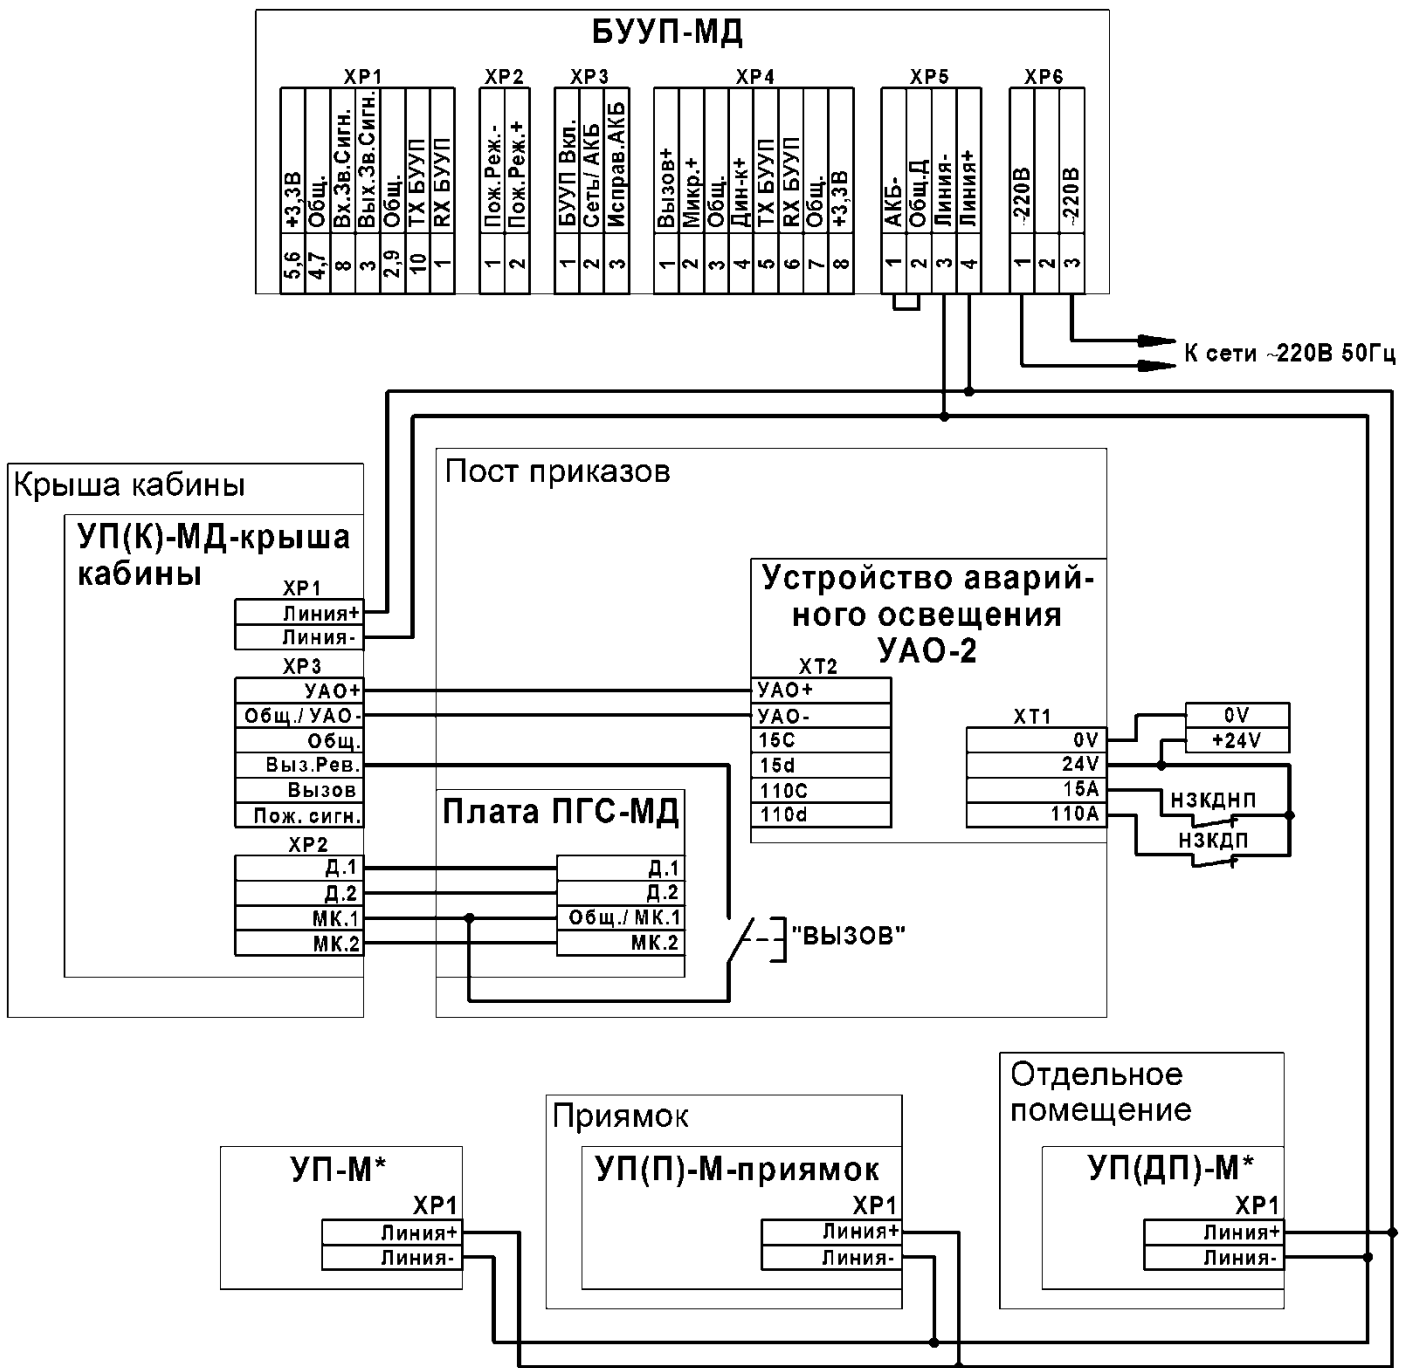 БУУП-МД
XP1
XP2
XP3
XP4
XP5
XP6
5,6 +3,3В
4,7 Общ.
8 Вх.Зв.Сигн.
3 Вых.Зв.Сигн.
2,9 Общ.
10 TX БУУП
1 RX БУУП
1 Пож.Реж.-
2 Пож.Реж.+
1 БУУП Вкл.
2 Сеть/ АКБ
3 Исправ.АКБ
1 Вызов+
2 Микр.+
3 Общ.
4 Дин-к+
5 TX БУУП
6 RX БУУП
7 Общ.
8 +3,3В
1 АКБ-
2 Общ.Д
3 Линия-
4 Линия+
1 ~220В
2
3 ~220В
К сети ~220В 50Гц
Крыша кабины
УП(К)-МД-крыша
кабины
XP1
Линия+
Линия-
XP3
УАО+
Общ./ УАО-
Общ.
Выз.Рев.
Вызов
Пож. сигн.
XP2
Д.1
Д.2
МК.1
МК.2
Пост приказов
Устройство аварий-
ного освещения
УАО-2
XT2
УАО+
УАО-
15C
15d
110C
110d
XT1
0V
24V
15A
110A
0V
+24V
НЗКДНП
НЗКДП
Плата ПГС-МД
Д.1
Д.2
Общ./ МК.1
МК.2
"ВЫЗОВ"
УП-М*
XP1
Линия+
Линия-
Приямок
УП(П)-М-приямок
XP1
Линия+
Линия-
Отдельное
помещение
УП(ДП)-М*
XP1
Линия+
Линия-